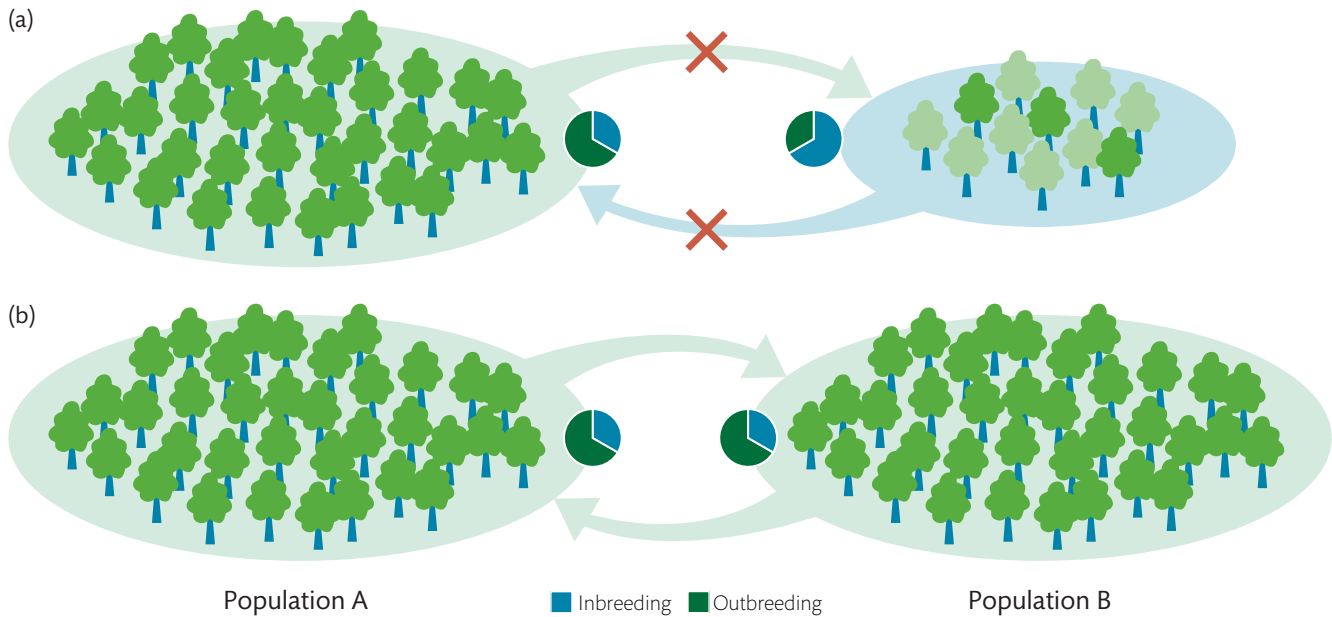 (a)
(b)
Population A
Inbreeding
Outbreeding
Population B